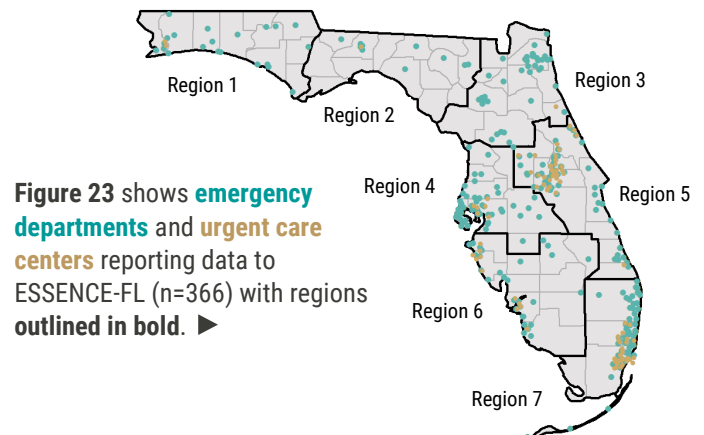 Region 1
Region 2
Region 3
Region 4
Region 5
Figure 23 shows emergency
departments and urgent care
centers reporting data to
ESSENCE-FL (n=366) with regions
outlined in bold. ►
Region 6
Region 7